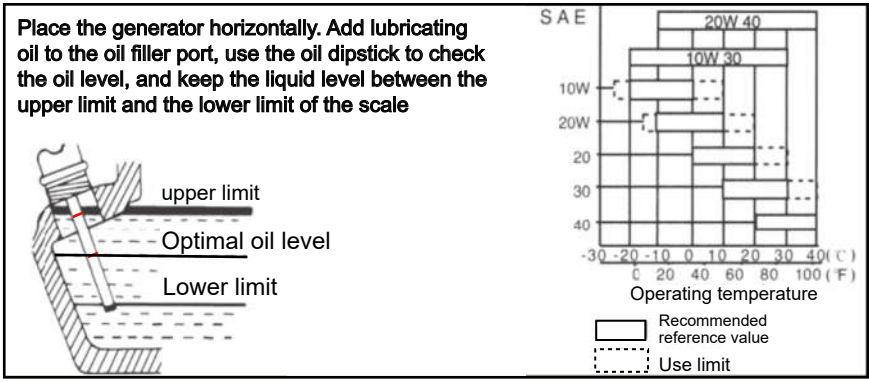 Place the generator horizontally. Add lubricating
oil to the oil filler port, use the oil dipstick to check
the oil level, and keep the liquid level between the
upper limit and the lower limit of the scale
upper limit
Optimal oil level
Lower limit
SAE
20W 40
10W 30
10W
20W
20
30
40
-30 -20 -10 0 10 20 30 40(℃)
0 20 40 60 80 100(℉)
Operating temperature
Recommended
reference value
Use limit